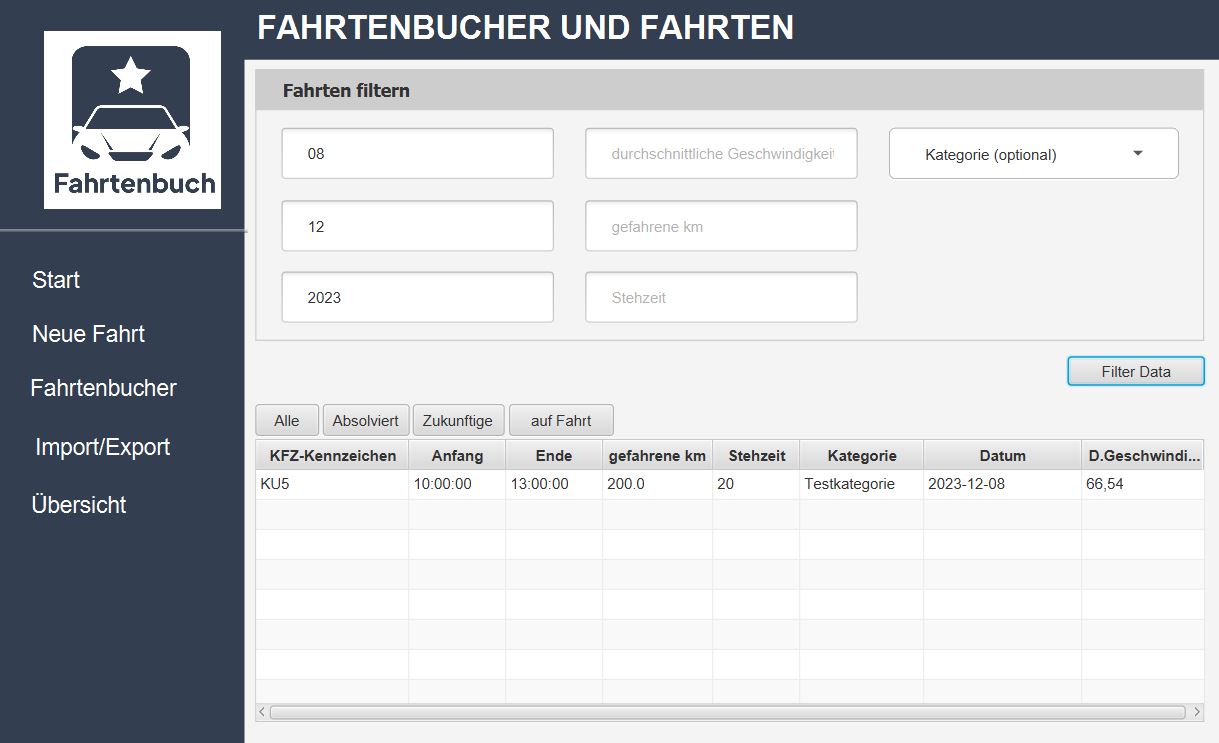 FAHRTENBUCHER UND FAHRTEN
Fahrtenbuch
Start
Neue Fahrt
Fahrtenbucher
Import/Export
Übersicht
Fahrten filtern
08 durchschnittliche Geschwindigkeit Kategorie (optional)
12 gefahrene km
2023 Stehzeit
Filter Data
Alle Absolviert Zukunftige auf Fahrt
KFZ-Kennzeichen Anfang Ende gefahrene km Stehzeit Kategorie Datum D.Geschwindi...
KU5 10:00:00 13:00:00 200.0 20 Testkategorie 2023-12-08 66,54